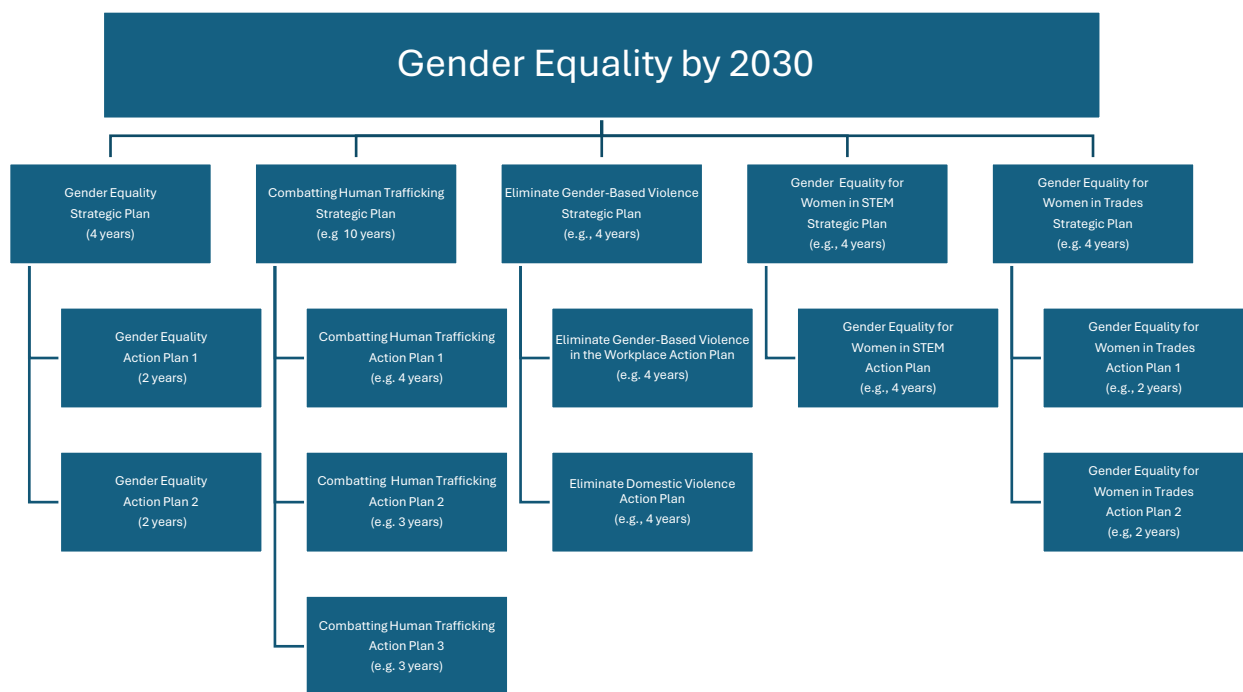 Gender Equality by 2030
Gender Equality
Strategic Plan
(4 years)
Combatting Human Trafficking
Strategic Plan
(e.g 10 years)
Eliminate Gender-Based Violence
Strategic Plan
(e.g., 4 years)
Gender Equality for
Women in STEM
Strategic Plan
(e.g., 4 years)
Gender Equality for
Women in Trades
Strategic Plan
(e.g. 4 years)
Gender Equality
Action Plan 1
(2 years)
Combatting Human Trafficking
Action Plan 1
(e.g. 4 years)
Eliminate Gender-Based Violence
in the Workplace Action Plan
(e.g. 4 years)
Gender Equality for
Women in STEM
Action Plan
(e.g., 4 years)
Gender Equality for
Women in Trades
Action Plan 1
(e.g., 2 years)
Gender Equality
Action Plan 2
(2 years)
Combatting Human Trafficking
Action Plan 2
(e.g. 3 years)
Eliminate Domestic Violence
Action Plan
(e.g., 4 years)
Gender Equality for
Women in Trades
Action Plan 2
(e.g, 2 years)
Combatting Human Trafficking
Action Plan 3
(e.g. 3 years)